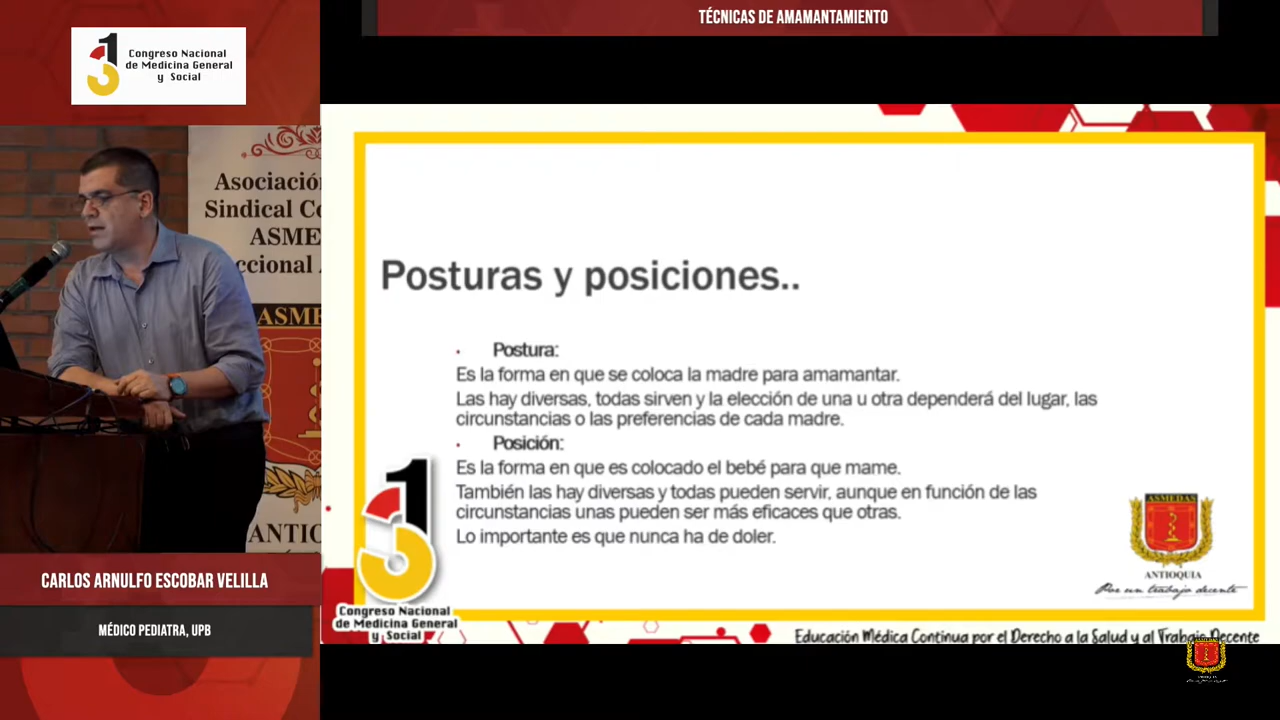 TÉCNICAS DE AMAMANTAMIENTO
31
Congreso Nacional
de Medicina General
y Social
Asociación
Sindical Co
ASME
ccional A
ASME
ANTIO
CARLOS ARNULFO ESCOBAR VELILLA
MÉDICO PEDIATRA, UPB
Posturas y posiciones..
• Postura:
Es la forma en que se coloca la madre para amamantar.
Las hay diversas, todas sirven y la elección de una u otra dependerá del lugar, las
circunstancias o las preferencias de cada madre.
• Posición:
Es la forma en que es colocado el bebé para que mame.
También las hay diversas y todas pueden servir, aunque en función de las
circunstancias unas pueden ser más eficaces que otras.
Lo importante es que nunca ha de doler.
31
Congreso Nacional
de Medicina General
y Social
ASMEDAS
ANTIOQUIA
Por un trabajo decente
Educación Médica Continua por el Derecho a la Salud y al Trabajo Decente